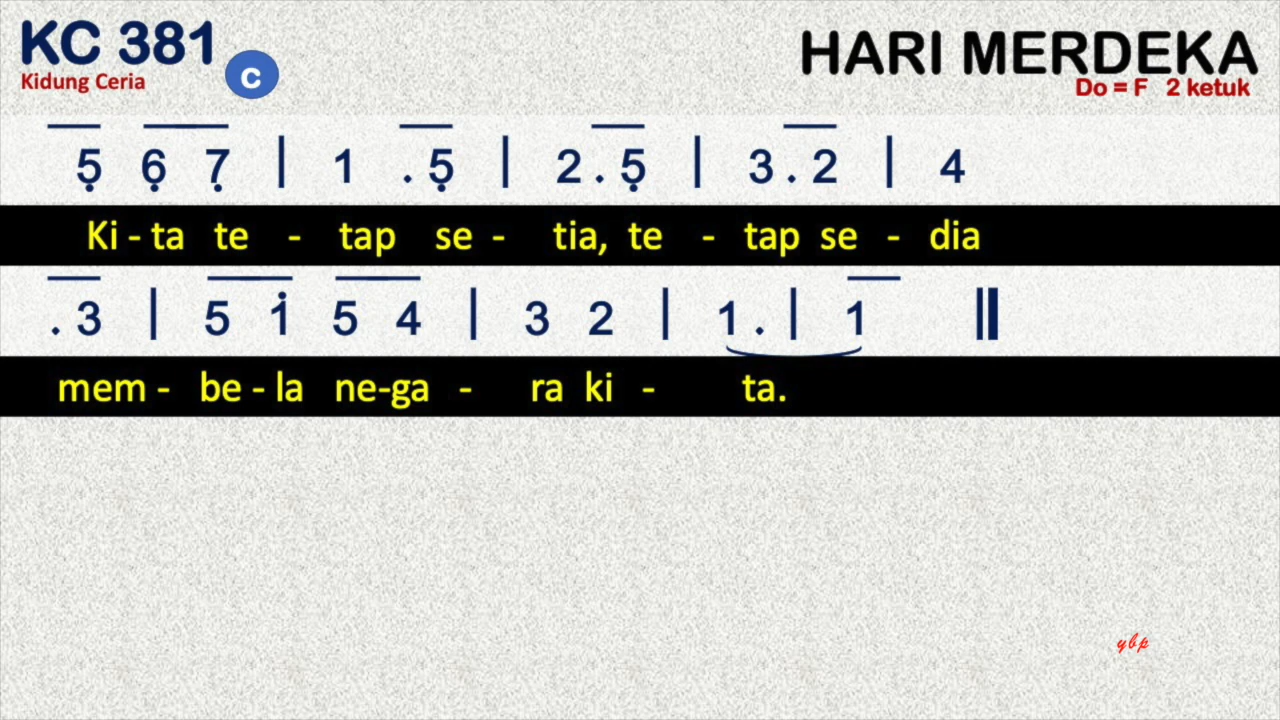 KC 381
Kidung Ceria
C
HARI MERDEKA
Do = F 2 ketuk
5̣ 6̣ 7̣ | 1 . 5̣ | 2 . 5̣ | 3 . 2 | 4
Ki - ta te - tap se - tia, te - tap se - dia
. 3 | 5 1̇ 5 4 | 3 2 | 1 . | 1 ||
mem - be - la ne-ga - ra ki - ta.
ybp